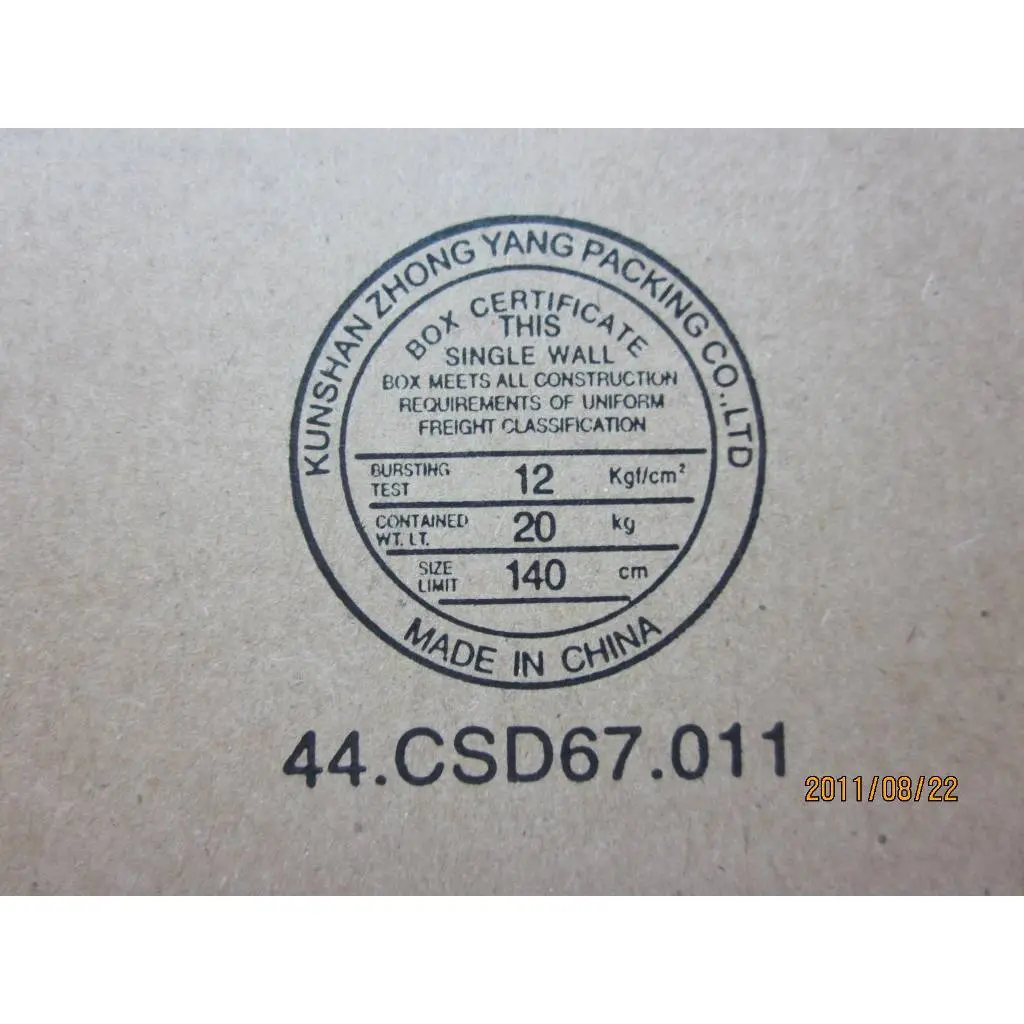 KUNSHAN ZHONG YANG PACKING CO.,LTD
BOX CERTIFICATE
THIS
SINGLE WALL
BOX MEETS ALL CONSTRUCTION
REQUIREMENTS OF UNIFORM
FREIGHT CLASSIFICATION
BURSTING TEST 12 Kgf/cm²
CONTAINED WT. LT. 20 kg
SIZE LIMIT 140 cm
MADE IN CHINA
44.CSD67.011
2011/08/22